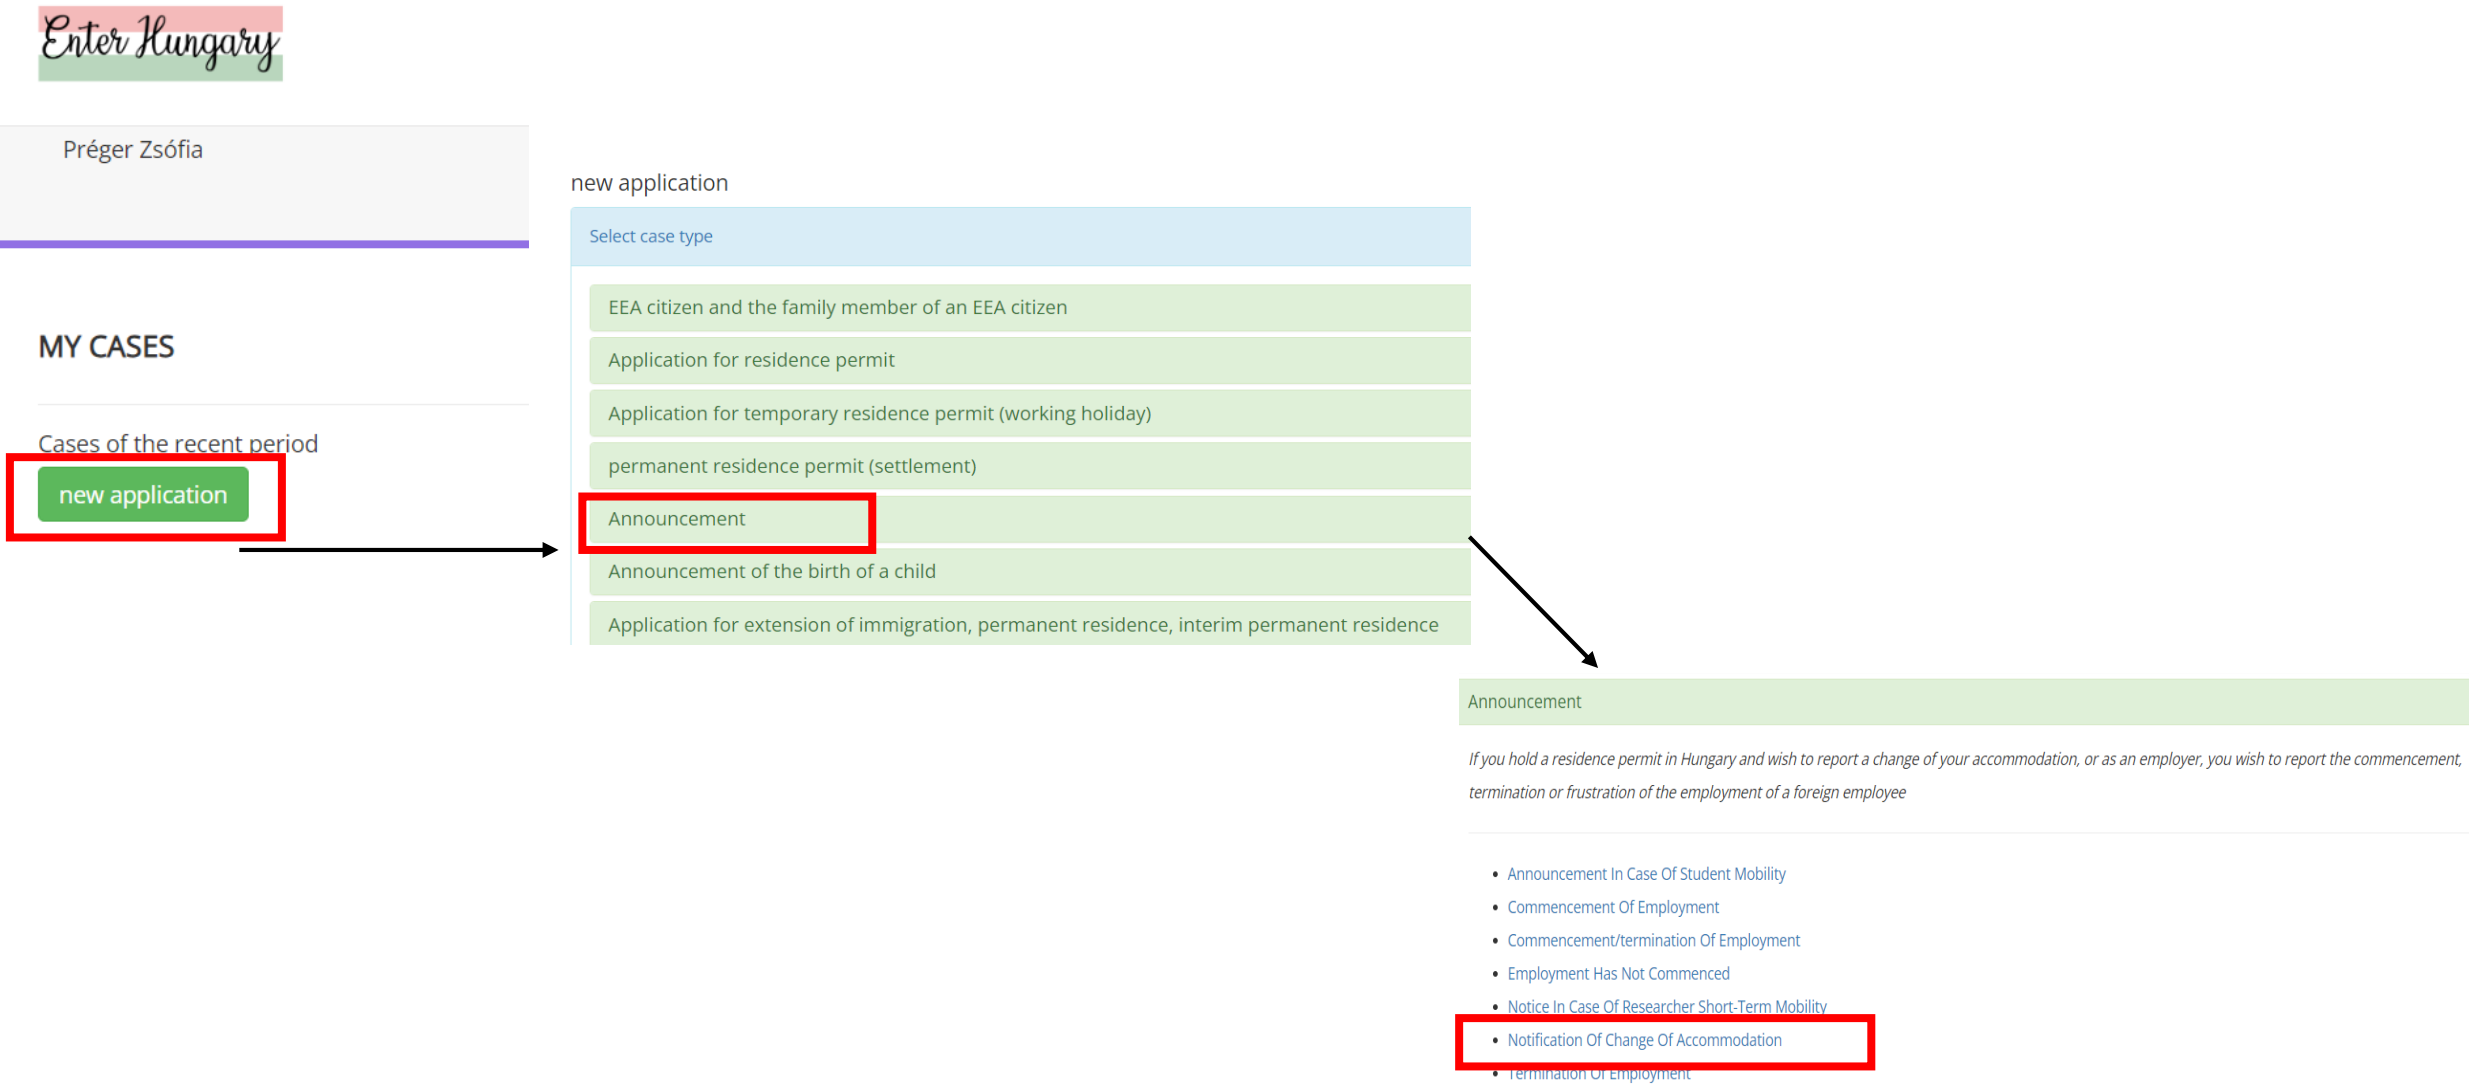 Enter Hungary
Préger Zsófia
MY CASES
Cases of the recent period
new application
new application
Select case type
EEA citizen and the family member of an EEA citizen
Application for residence permit
Application for temporary residence permit (working holiday)
permanent residence permit (settlement)
Announcement
Announcement of the birth of a child
Application for extension of immigration, permanent residence, interim permanent residence
Announcement
If you hold a residence permit in Hungary and wish to report a change of your accommodation, or as an employer, you wish to report the commencement,
termination or frustration of the employment of a foreign employee
• Announcement In Case Of Student Mobility
• Commencement Of Employment
• Commencement/termination Of Employment
• Employment Has Not Commenced
• Notice In Case Of Researcher Short-Term Mobility
• Notification Of Change Of Accommodation
• Termination Of Employment